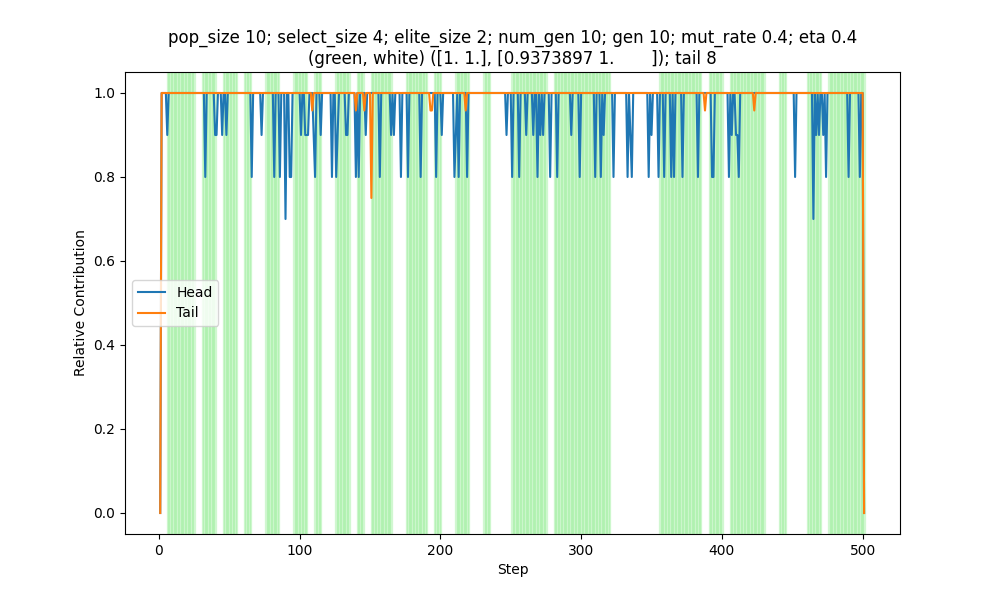 pop_size 10; select_size 4; elite_size 2; num_gen 10; gen 10; mut_rate 0.4; eta 0.4
(green, white) ([1. 1.], [0.9373897 1.        ]); tail 8
1.0
0.8
0.6
0.4
0.2
0.0
Relative Contribution
Head
Tail
0
100
200
300
400
500
Step